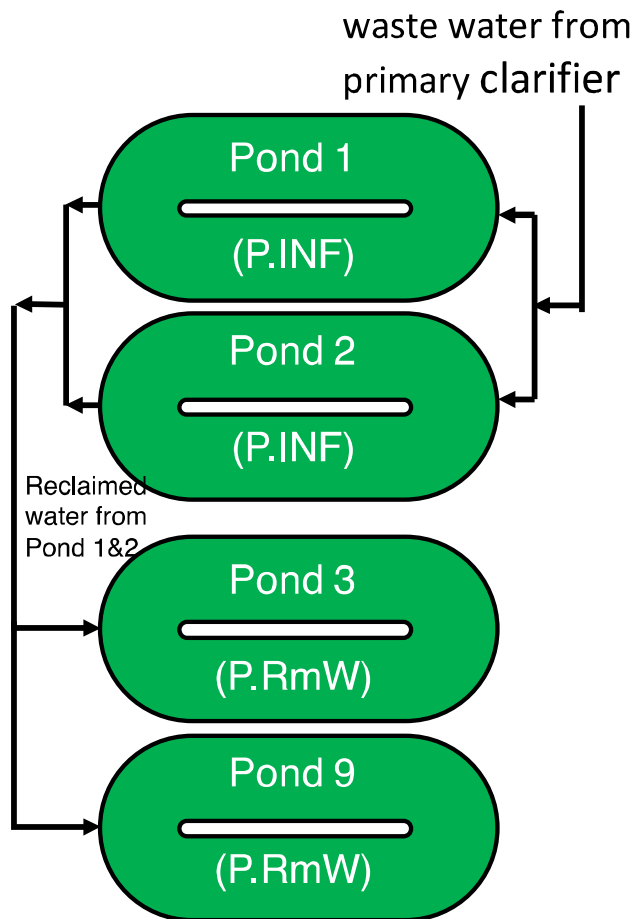 waste water from
primary clarifier
Pond 1
(P.INF)
Pond 2
(P.INF)
Reclaimed
water from
Pond 1&2
Pond 3
(P.RmW)
Pond 9
(P.RmW)